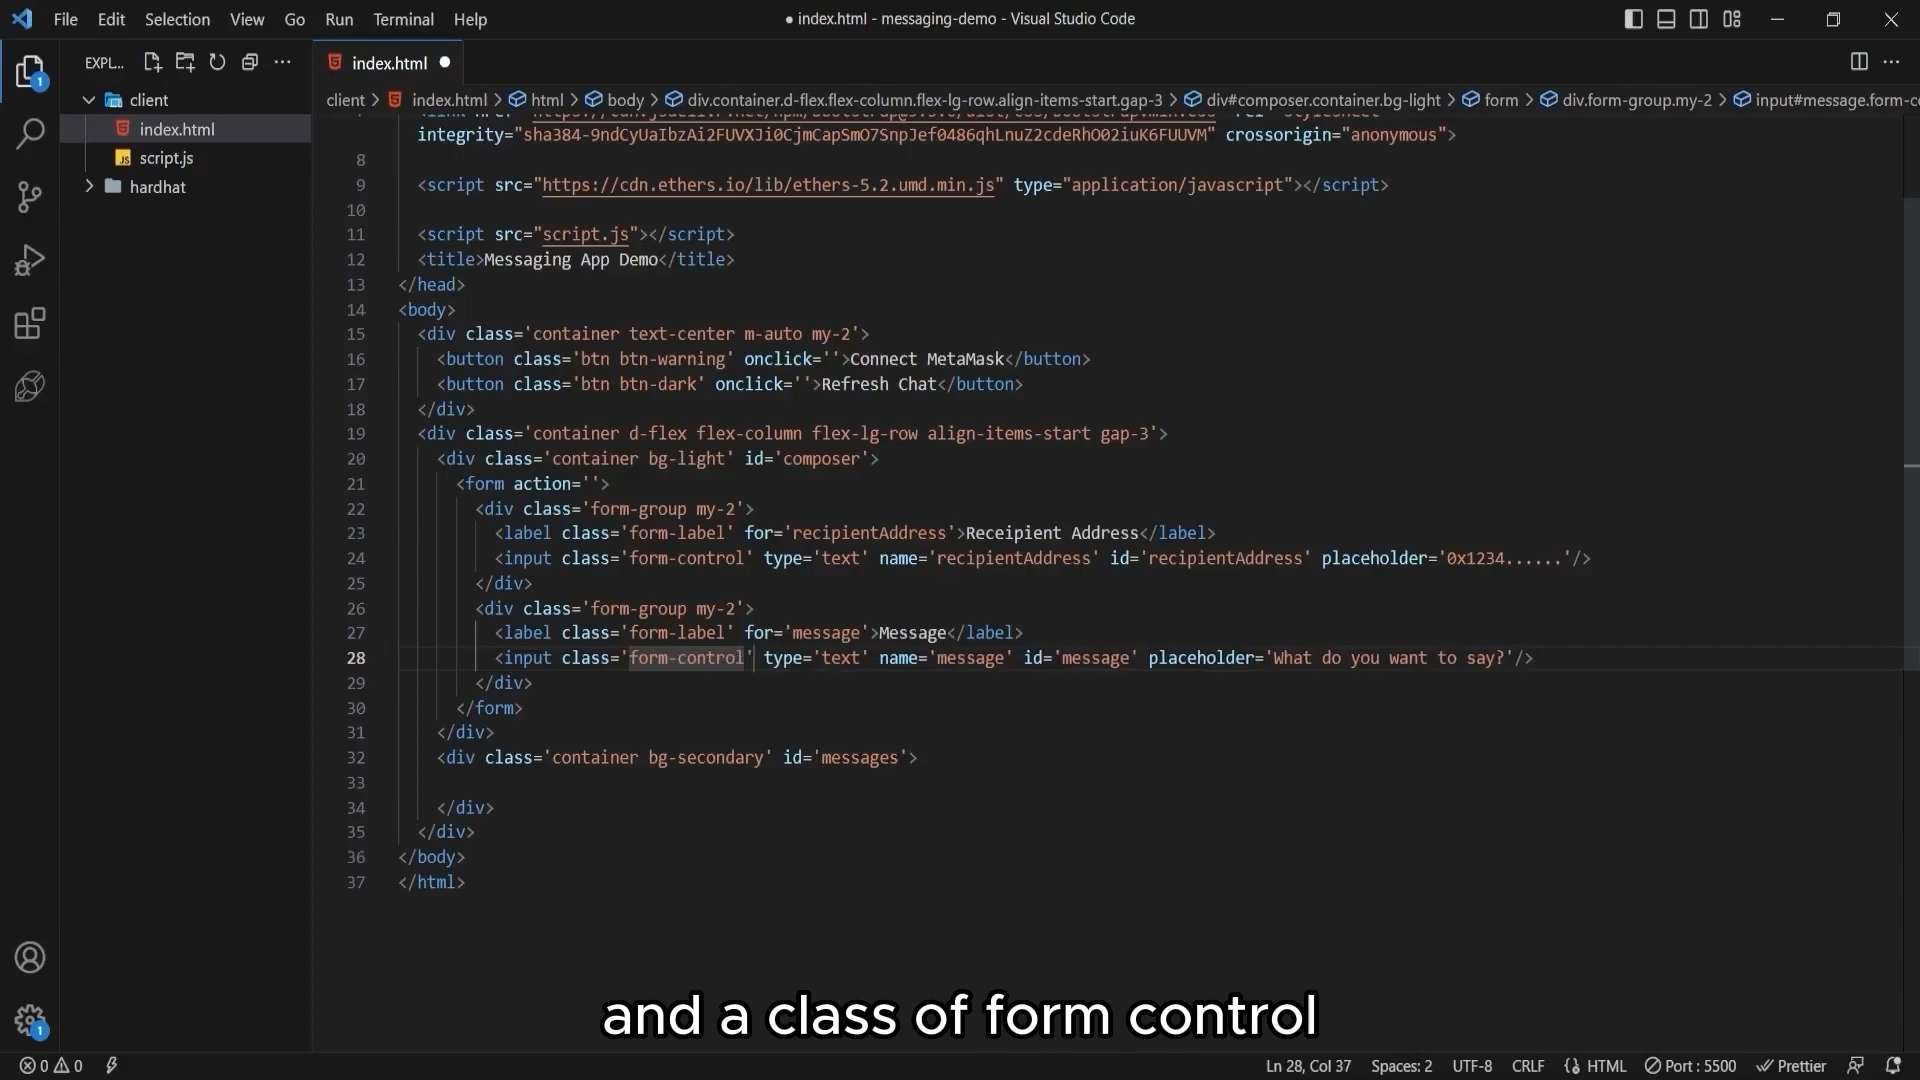 File Edit Selection View Go Run Terminal Help
● index.html - messaging-demo - Visual Studio Code
EXPL...
index.html
client
index.html
script.js
hardhat
1
1
client > index.html > html > body > div.container.d-flex.flex-column.flex-lg-row.align-items-start.gap-3 > div#composer.container.bg-light > form > div.form-group.my-2 > input#message.form-co
integrity="sha384-9ndCyUaIbzAi2FUVXJi0CjmCapSmO7SnpJef0486qhLnuZ2cdeRhO02iuK6FUUVM" crossorigin="anonymous">
8
9 <script src="https://cdn.ethers.io/lib/ethers-5.2.umd.min.js" type="application/javascript"></script>
10
11 <script src="script.js"></script>
12 <title>Messaging App Demo</title>
13 </head>
14 <body>
15 <div class='container text-center m-auto my-2'>
16 <button class='btn btn-warning' onclick=''>Connect MetaMask</button>
17 <button class='btn btn-dark' onclick=''>Refresh Chat</button>
18 </div>
19 <div class='container d-flex flex-column flex-lg-row align-items-start gap-3'>
20 <div class='container bg-light' id='composer'>
21 <form action=''>
22 <div class='form-group my-2'>
23 <label class='form-label' for='recipientAddress'>Receipient Address</label>
24 <input class='form-control' type='text' name='recipientAddress' id='recipientAddress' placeholder='0x1234......'/>
25 </div>
26 <div class='form-group my-2'>
27 <label class='form-label' for='message'>Message</label>
28 <input class='form-control' type='text' name='message' id='message' placeholder='What do you want to say?'/>
29 </div>
30 </form>
31 </div>
32 <div class='container bg-secondary' id='messages'>
33
34 </div>
35 </div>
36 </body>
37 </html>
and a class of form control
0 0
Ln 28, Col 37 Spaces: 2 UTF-8 CRLF HTML Port : 5500 Prettier